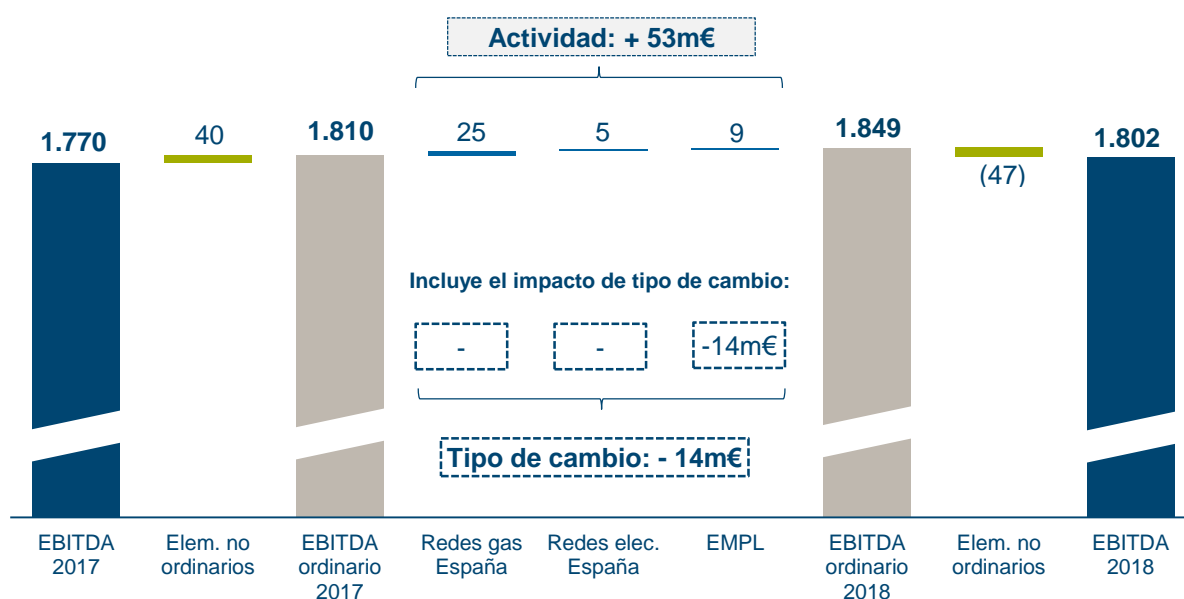 Actividad: + 53m€
1.770
40
1.810
25
5
9
1.849
(47)
1.802
Incluye el impacto de tipo de cambio:
-
-
-14m€
Tipo de cambio: - 14m€
EBITDA
2017
Elem. no
ordinarios
EBITDA
ordinario
2017
Redes gas
España
Redes elec.
España
EMPL
EBITDA
ordinario
2018
Elem. no
ordinarios
EBITDA
2018